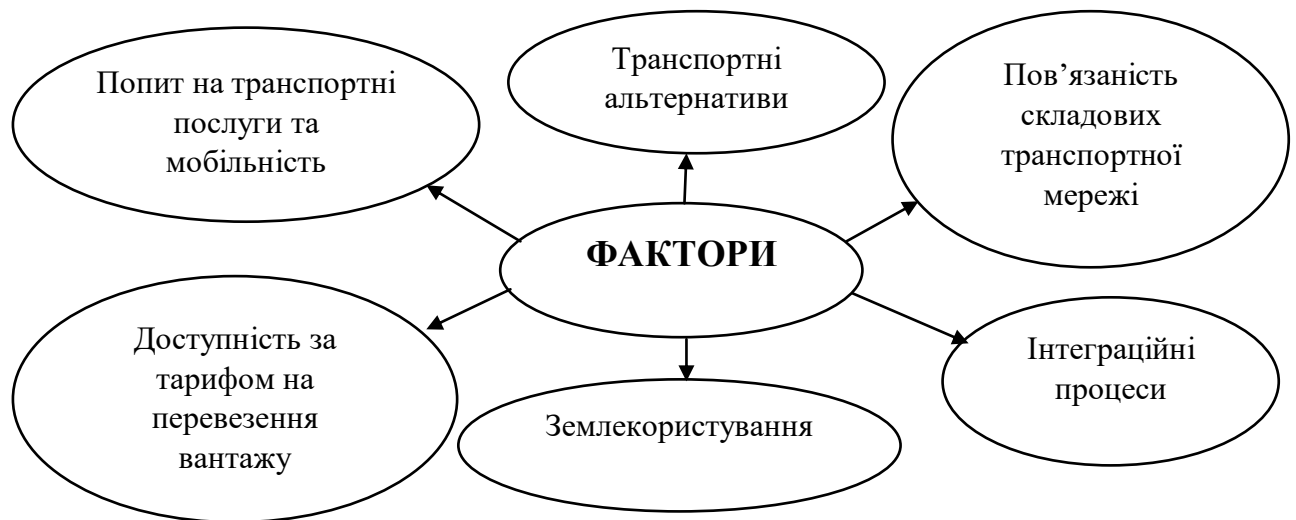 Попит на транспортні
послуги та
мобільність
Транспортні
альтернативи
Пов’язаність
складових
транспортної
мережі
ФАКТОРИ
Доступність за
тарифом на
перевезення
вантажу
Землекористування
Інтеграційні
процеси